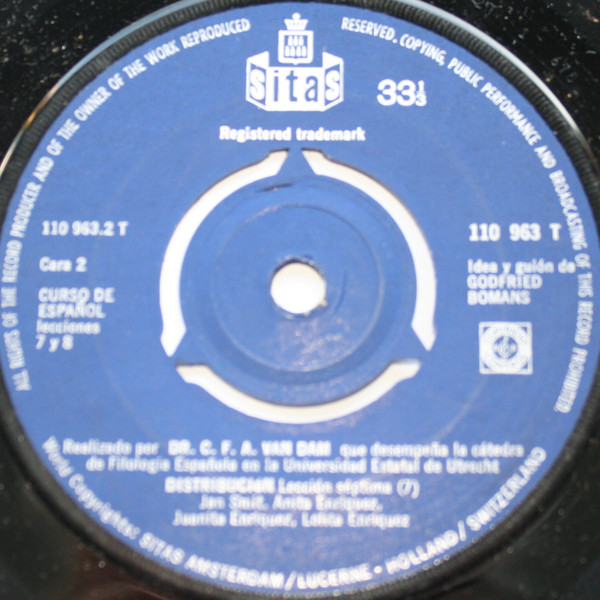 ALL RIGHTS OF THE RECORD PRODUCER AND OF THE OWNER OF THE WORK REPRODUCED RESERVED. COPYING, PUBLIC PERFORMANCE AND BROADCASTING OF THIS RECORD PROHIBITED.
sitas
33⅓
Registered trademark
110 963.2 T
Cara 2
CURSO DE
ESPAÑOL
lecciones
7 y 8
110 963 T
Idea y guión de
GODFRIED
BOMANS
Realizado por DR. C. F. A. VAN DAM que desempeña la cátedra
de Filología Española en la Universidad Estatal de Utrecht
DISTRIBUCIÓN Lección séptima (7)
Jan Smit, Anita Enríquez,
Juanita Enríquez, Lolita Enríquez
World Copyrights: SITAS AMSTERDAM/LUCERNE • HOLLAND/SWITZERLAND